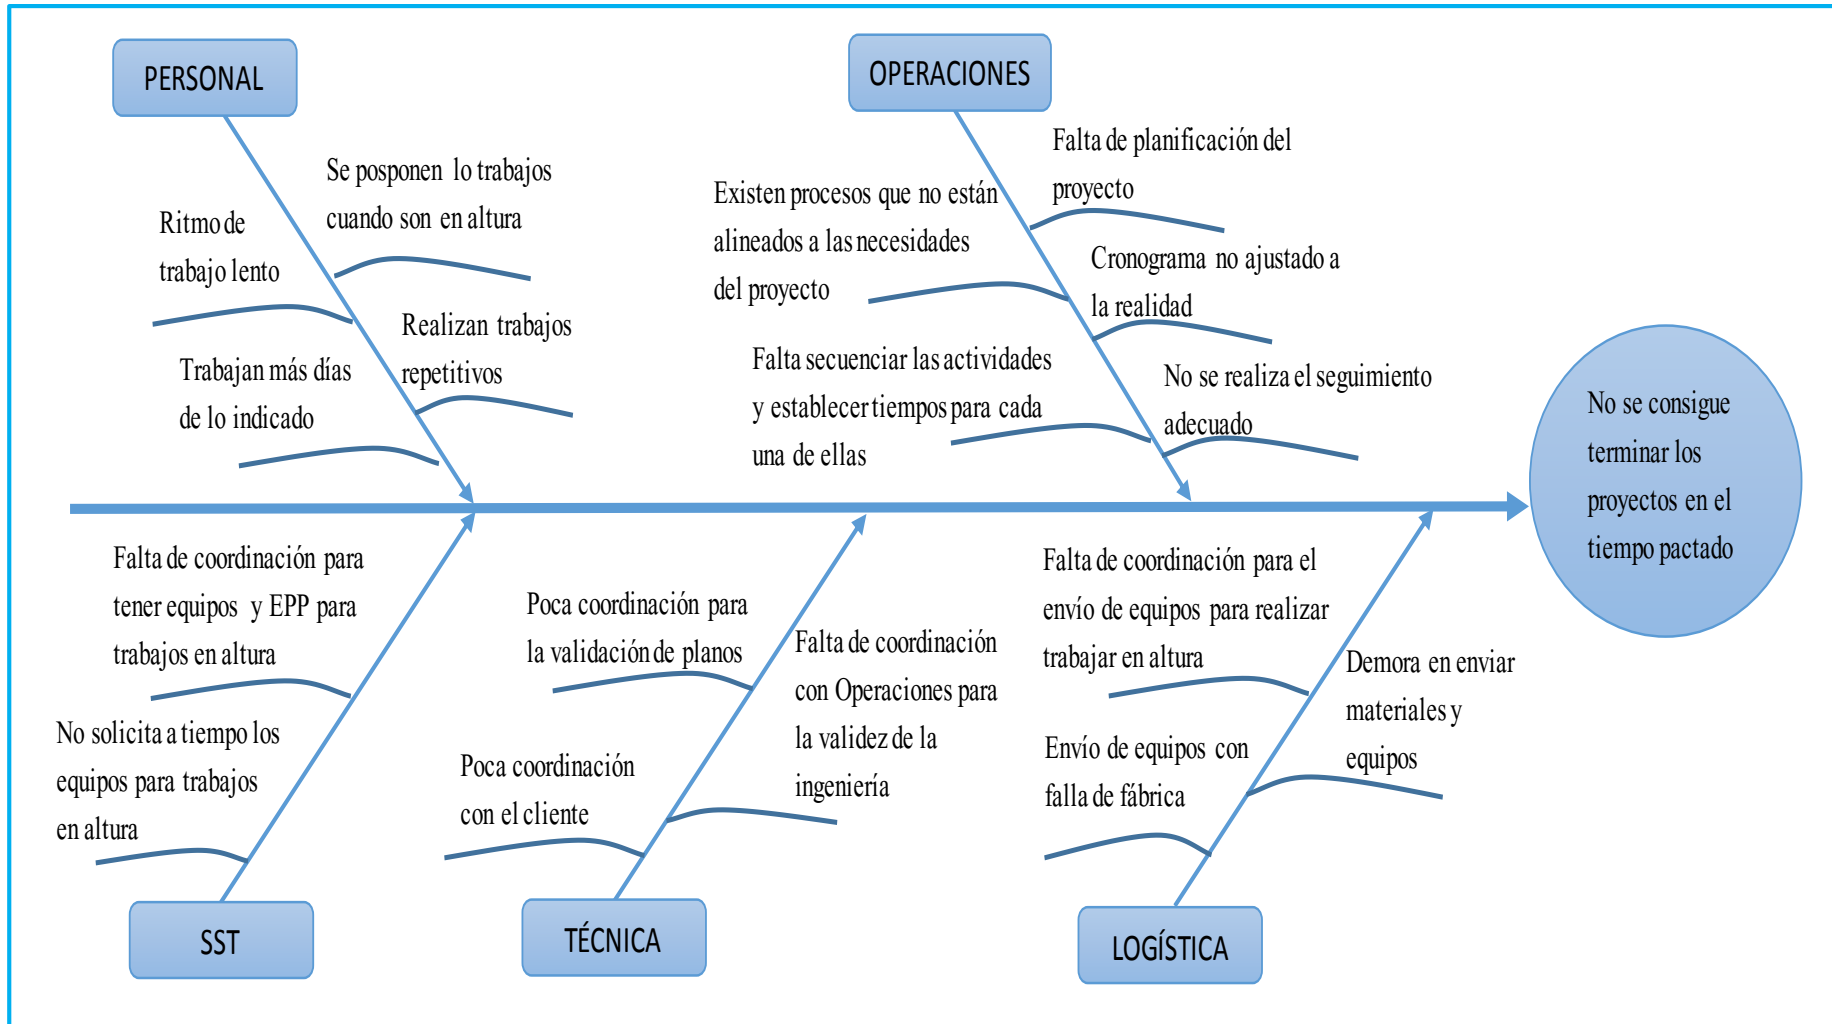 PERSONAL
OPERACIONES
Se posponen lo trabajos
cuando son en altura
Ritmo de
trabajo lento
Realizan trabajos
repetitivos
Trabajan más días
de lo indicado
Falta de planificación del
proyecto
Existen procesos que no están
alineados a las necesidades
del proyecto
Cronograma no ajustado a
la realidad
Falta secuenciar las actividades
y establecer tiempos para cada
una de ellas
No se realiza el seguimiento
adecuado
No se consigue
terminar los
proyectos en el
tiempo pactado
Falta de coordinación para
tener equipos y EPP para
trabajos en altura
No solicita a tiempo los
equipos para trabajos
en altura
Poca coordinación para
la validación de planos
Falta de coordinación
con Operaciones para
la validez de la
ingeniería
Poca coordinación
con el cliente
Falta de coordinación para el
envío de equipos para realizar
trabajar en altura
Demora en enviar
materiales y
equipos
Envío de equipos con
falla de fábrica
SST
TÉCNICA
LOGÍSTICA